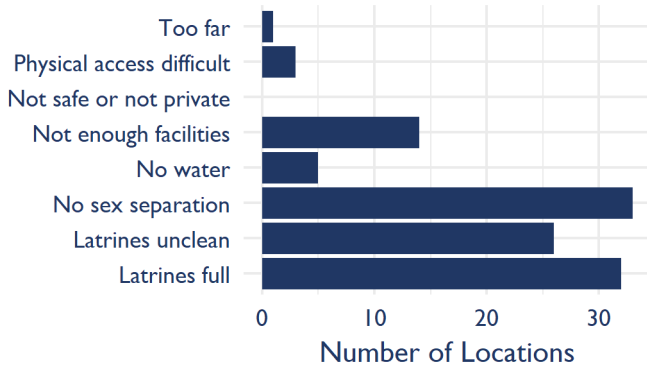 Too far
Physical access difficult
Not safe or not private
Not enough facilities
No water
No sex separation
Latrines unclean
Latrines full
0 10 20 30
Number of Locations